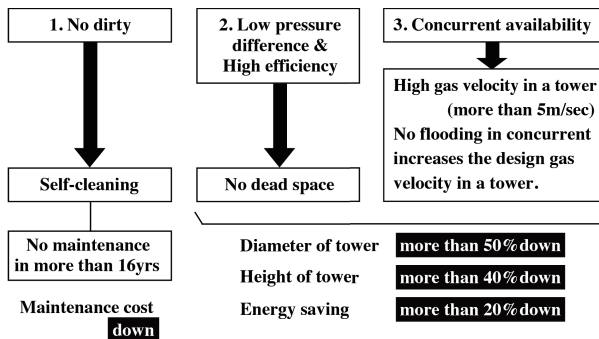 1. No dirty
Self-cleaning
No maintenance
in more than 16yrs
Maintenance cost
down
2. Low pressure
difference &
High efficiency
No dead space
3. Concurrent availability
High gas velocity in a tower
(more than 5m/sec)
No flooding in concurrent
increases the design gas
velocity in a tower.
Diameter of tower more than 50%down
Height of tower more than 40%down
Energy saving more than 20%down